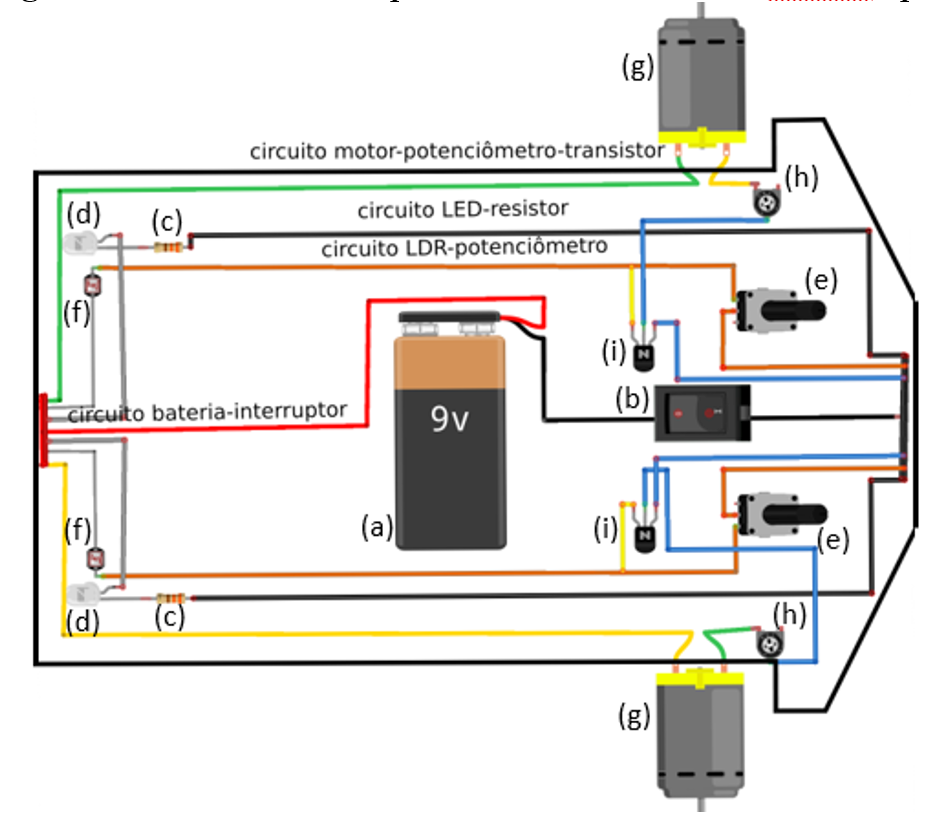 (g)
circuito motor-potenciômetro-transistor
(h)
(d)
(c)
circuito LED-resistor
circuito LDR-potenciômetro
(e)
(f)
(i)
(b)
circuito bateria-interruptor
9v
N
(a)
(f)
(i)
N
(e)
(d)
(c)
(h)
(g)